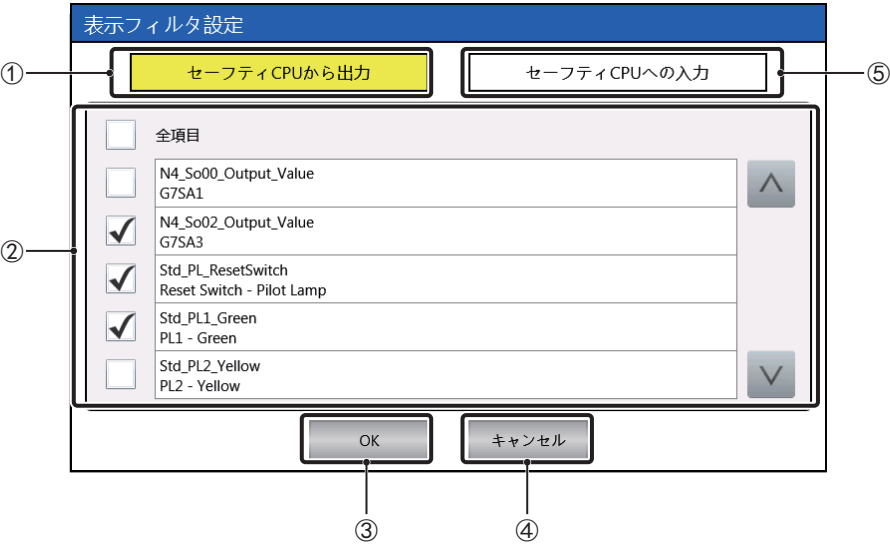 表示フィルタ設定
① セーフティCPUから出力 セーフティCPUへの入力 ⑤
全項目
N4_So00_Output_Value
G7SA1
N4_So02_Output_Value
G7SA3
②
Std_PL_ResetSwitch
Reset Switch - Pilot Lamp
Std_PL1_Green
PL1 - Green
Std_PL2_Yellow
PL2 - Yellow
OK キャンセル
③ ④